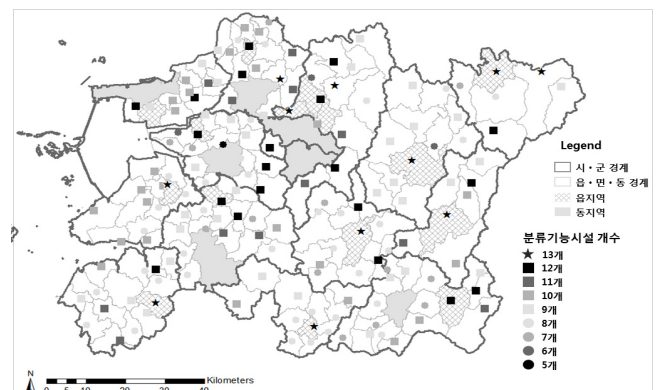 Legend
시・군 경계
읍・면・동 경계
읍지역
동지역
분류기능시설 개수
13개
12개
11개
10개
9개
8개
7개
6개
5개
N
Kilometers
0 5 10 20 30 40